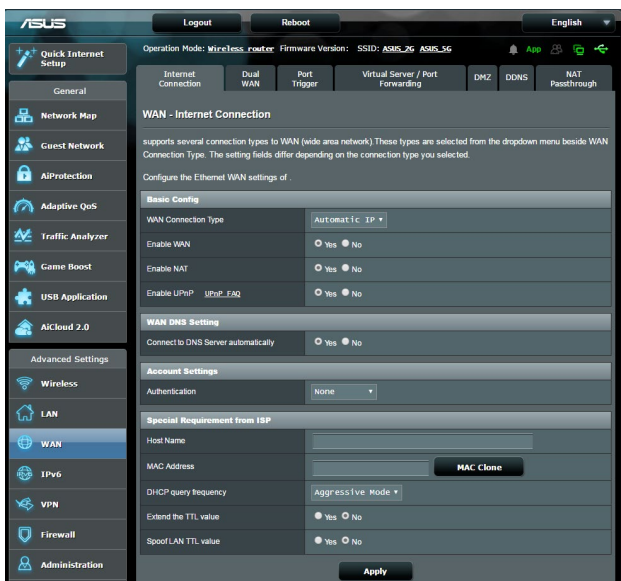 ASUS
Logout
Reboot
English
Quick Internet
Setup
Operation Mode: Wireless router Firmware Version: SSID: ASUS_2G ASUS_5G
App
General
Network Map
Guest Network
AiProtection
Adaptive QoS
Traffic Analyzer
Game Boost
USB Application
AiCloud 2.0
Advanced Settings
Wireless
LAN
WAN
IPv6
VPN
Firewall
Administration
Internet
Connection
Dual
WAN
Port
Trigger
Virtual Server / Port
Forwarding
DMZ
DDNS
NAT
Passthrough
WAN - Internet Connection
supports several connection types to WAN (wide area network).These types are selected from the dropdown menu beside WAN
Connection Type. The setting fields differ depending on the connection type you selected.
Configure the Ethernet WAN settings of .
Basic Config
WAN Connection Type Automatic IP
Enable WAN Yes No
Enable NAT Yes No
Enable UPnP UPnP FAQ Yes No
WAN DNS Setting
Connect to DNS Server automatically Yes No
Account Settings
Authentication None
Special Requirement from ISP
Host Name
MAC Address MAC Clone
DHCP query frequency Aggressive Mode
Extend the TTL value Yes No
Spoof LAN TTL value Yes No
Apply